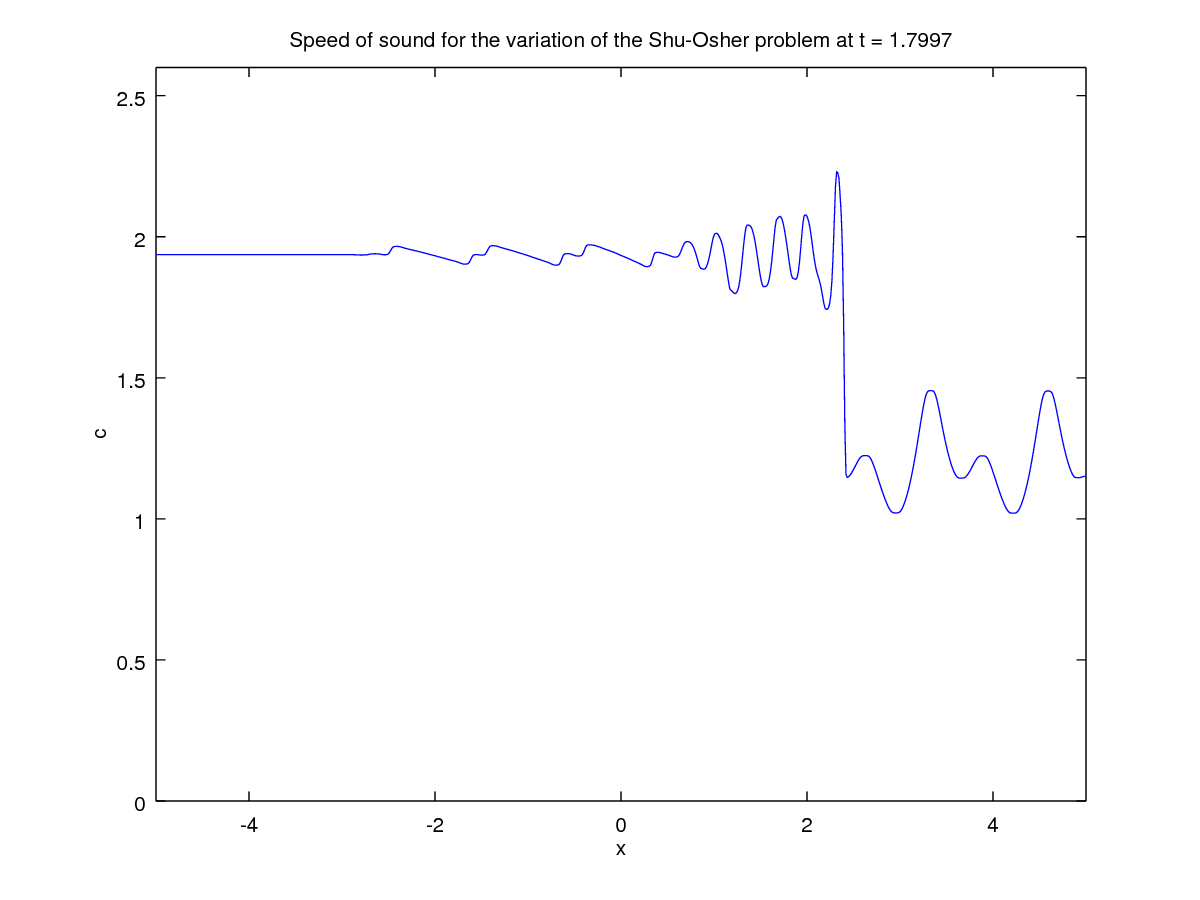 Speed of sound for the variation of the Shu-Osher problem at t = 1.7997
2.5
2
1.5
c
1
0.5
0
-4 -2 0 2 4
x